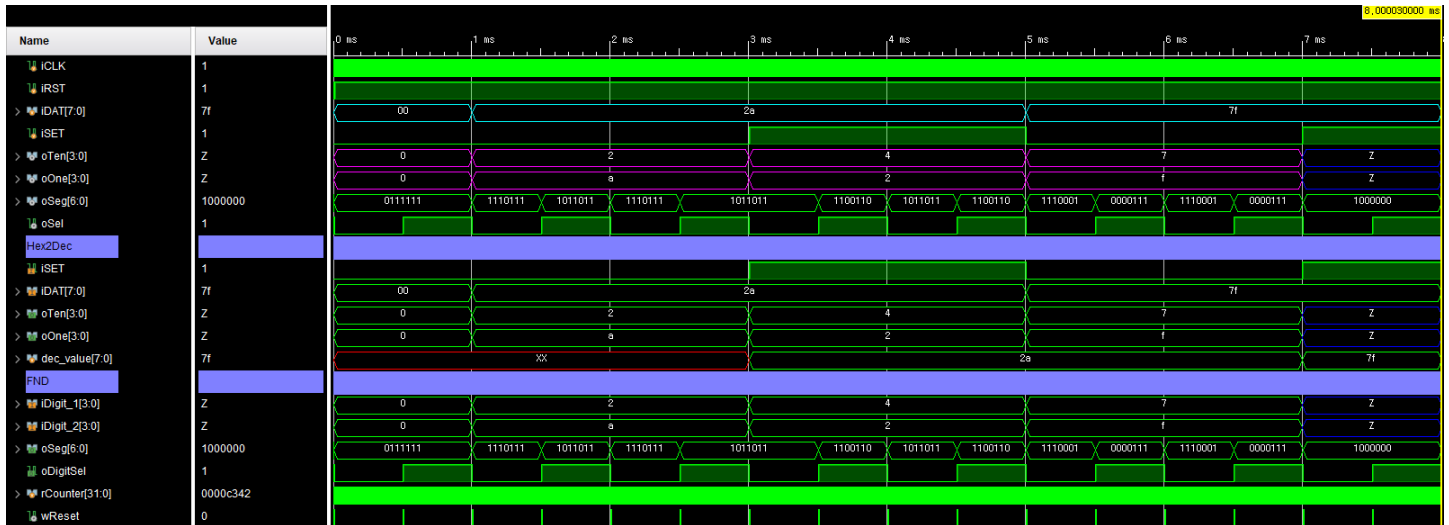 8,000030000 ms
Name Value 0 ms 1 ms 2 ms 3 ms 4 ms 5 ms 6 ms 7 ms
iCLK 1
iRST 1
> iDAT[7:0] 7f 00 2a 7f
iSET 1
> oTen[3:0] Z 0 2 4 7 Z
> oOne[3:0] Z 0 a 2 f Z
> oSeg[6:0] 1000000 0111111 1110111 1011011 1110111 1011011 1100110 1011011 1100110 1110001 0000111 1110001 0000111 1000000
oSel 1
Hex2Dec
iSET 1
> iDAT[7:0] 7f 00 2a 7f
> oTen[3:0] Z 0 2 4 7 Z
> oOne[3:0] Z 0 a 2 f Z
> dec_value[7:0] 7f XX 2a 7f
FND
> iDigit_1[3:0] Z 0 2 4 7 Z
> iDigit_2[3:0] Z 0 a 2 f Z
> oSeg[6:0] 1000000 0111111 1110111 1011011 1110111 1011011 1100110 1011011 1100110 1110001 0000111 1110001 0000111 1000000
oDigitSel 1
> rCounter[31:0] 0000c342
wReset 0